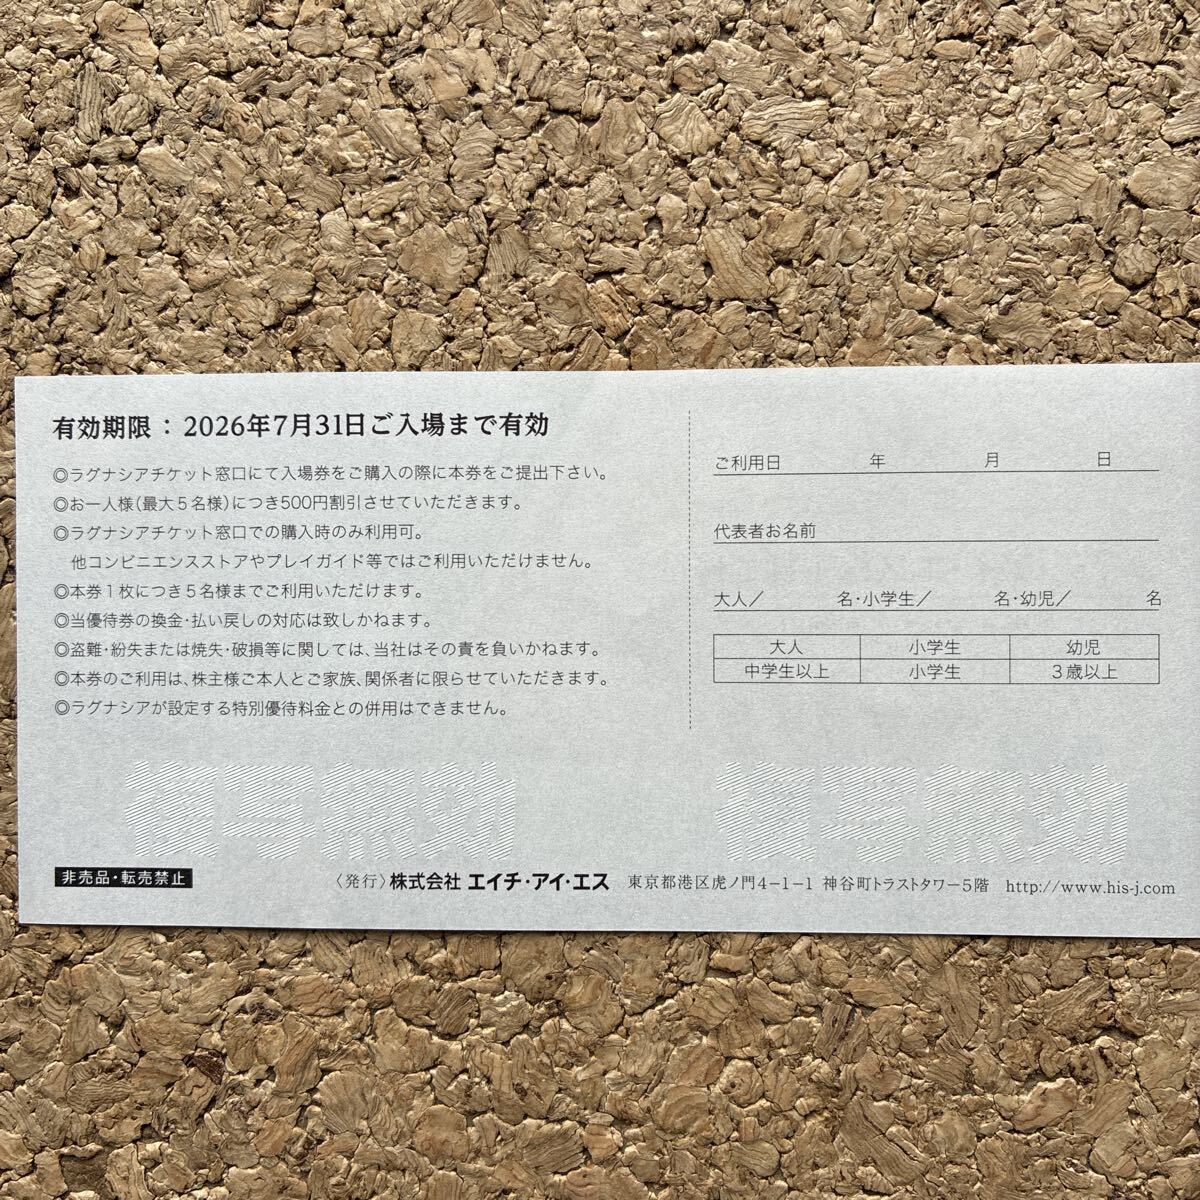 有効期限：2026年7月31日ご入場まで有効
◎ラグナシアチケット窓口にて入場券をご購入の際に本券をご提出下さい。
◎お一人様(最大5名様)につき500円割引させていただきます。
◎ラグナシアチケット窓口での購入時のみ利用可。
他コンビニエンスストアやプレイガイド等ではご利用いただけません。
◎本券1枚につき5名様までご利用いただけます。
◎当優待券の換金・払い戻しの対応は致しかねます。
◎盗難・紛失または焼失・破損等に関しては、当社はその責を負いかねます。
◎本券のご利用は、株主様ご本人とご家族、関係者に限らせていただきます。
◎ラグナシアが設定する特別優待料金との併用はできません。
ご利用日 年 月 日
代表者お名前
大人／ 名・小学生／ 名・幼児／ 名
大人 小学生 幼児
中学生以上 小学生 3歳以上
複写無効 複写無効
非売品・転売禁止
〈発行〉株式会社 エイチ・アイ・エス 東京都港区虎ノ門4-1-1 神谷町トラストタワー5階 http://www.his-j.com